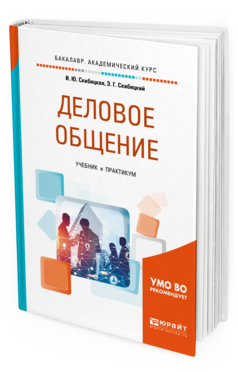 БАКАЛАВР. АКАДЕМИЧЕСКИЙ КУРС
И. Ю. Скибицкая, Э. Г. Скибицкий
ДЕЛОВОЕ
ОБЩЕНИЕ
УЧЕБНИК и ПРАКТИКУМ
УМО ВО
РЕКОМЕНДУЕТ
ЮРАЙТ